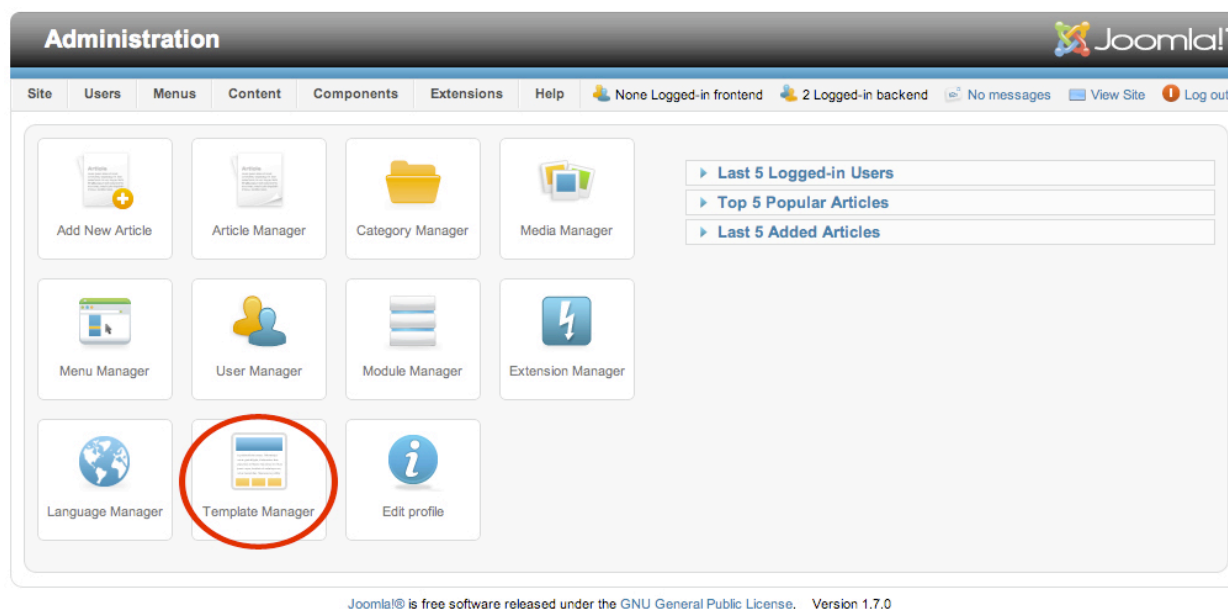 Administration
Joomla!
Site Users Menus Content Components Extensions Help None Logged-in frontend 2 Logged-in backend No messages View Site Log out
Add New Article Article Manager Category Manager Media Manager
Last 5 Logged-in Users
Top 5 Popular Articles
Last 5 Added Articles
Menu Manager User Manager Module Manager Extension Manager
Language Manager Template Manager Edit profile
Joomla!® is free software released under the GNU General Public License. Version 1.7.0